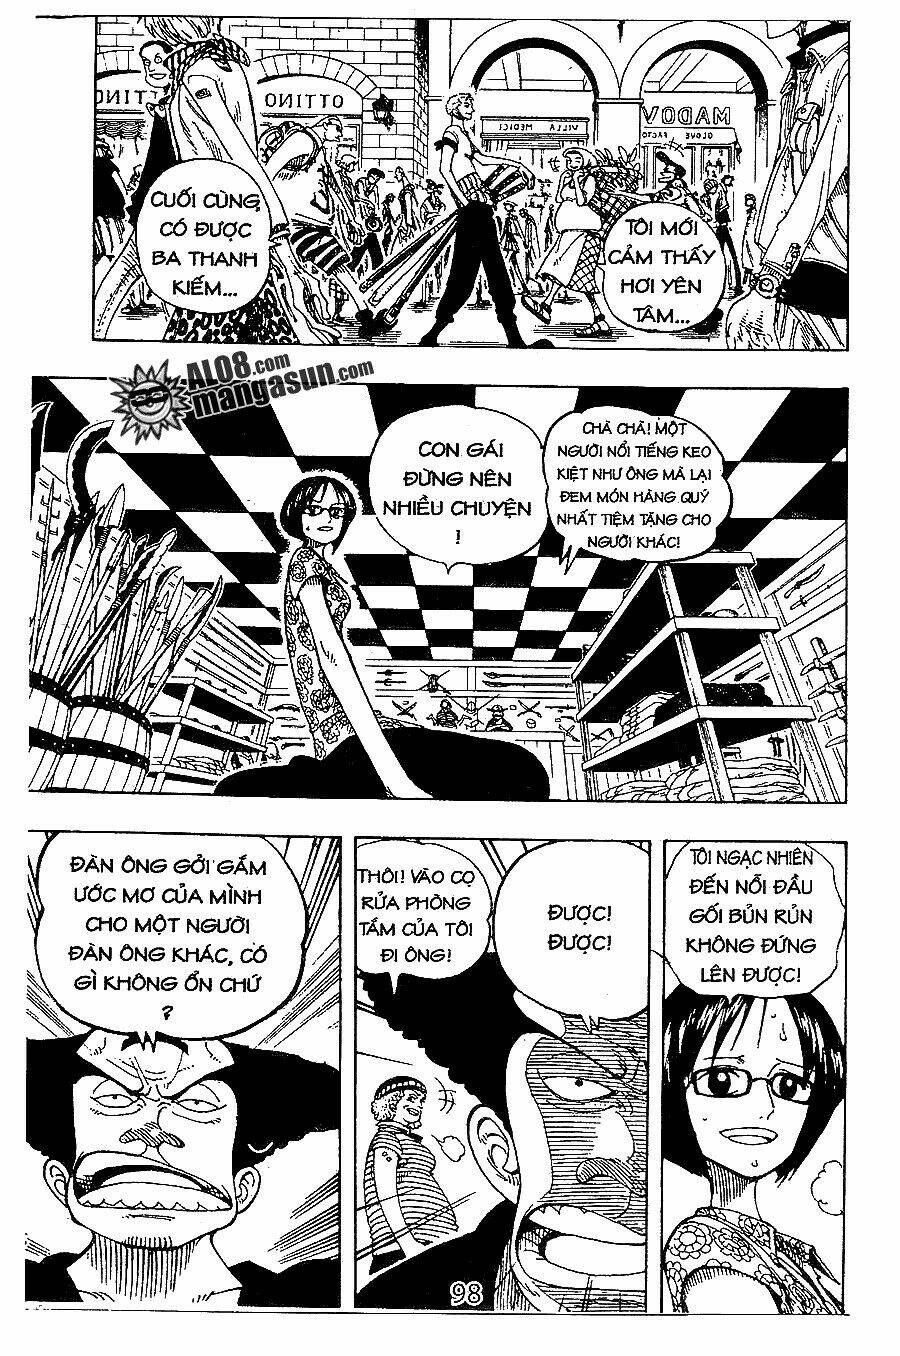 OTTINO
OTTINO
VILLA MEDICI
MADOV
GLOVE FACTO
CUỐI CÙNG
CÓ ĐƯỢC
BA THANH
KIẾM...
TÔI MỚI
CẢM THẤY
HƠI YÊN
TÂM...
AL08.com
mangasun.com
CON GÁI
ĐỪNG NÊN
NHIỀU CHUYỆN
!
CHÀ CHÀ! MỘT
NGƯỜI NỔI TIẾNG KEO
KIỆT NHƯ ÔNG MÀ LẠI
ĐEM MÓN HÀNG QUÝ
NHẤT TIỆM TẶNG CHO
NGƯỜI KHÁC!
ĐÀN ÔNG GỞI GẮM
ƯỚC MƠ CỦA MÌNH
CHO MỘT NGƯỜI
ĐÀN ÔNG KHÁC, CÓ
GÌ KHÔNG ỔN CHỨ
?
THÔI! VÀO CỌ
RỬA PHÒNG
TẮM CỦA TÔI
ĐI ÔNG!
ĐƯỢC!
ĐƯỢC!
TÔI NGẠC NHIÊN
ĐẾN NỖI ĐẦU
GỐI BỦN RỦN
KHÔNG ĐỨNG
LÊN ĐƯỢC!
98